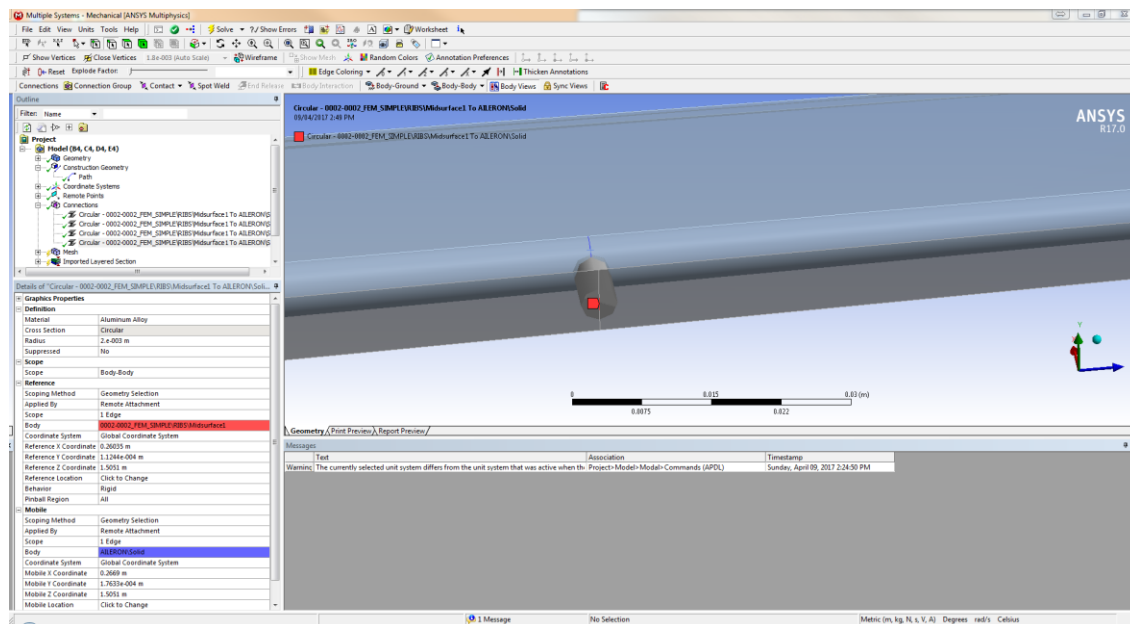 Multiple Systems - Mechanical [ANSYS Multiphysics]
File Edit View Units Tools Help Solve ?/Show Errors Worksheet
Show Vertices Close Vertices 1.8e-003 (Auto Scale) Wireframe Show Mesh Random Colors Annotation Preferences
Reset Explode Factor: Edge Coloring Thicken Annotations
Connections Connection Group Contact Spot Weld End Release Body Interaction Body-Ground Body-Body Body Views Sync Views
Outline
Filter: Name
Project
Model (B4, C4, D4, E4)
Geometry
Construction Geometry
Path
Coordinate Systems
Remote Points
Connections
Circular - 0002-0002_FEM_SIMPLE\RIBS\Midsurface1 To AILERON\S
Circular - 0002-0002_FEM_SIMPLE\RIBS\Midsurface1 To AILERON\S
Circular - 0002-0002_FEM_SIMPLE\RIBS\Midsurface1 To AILERON\S
Circular - 0002-0002_FEM_SIMPLE\RIBS\Midsurface1 To AILERON\S
Mesh
Imported Layered Section
Details of "Circular - 0002-0002_FEM_SIMPLE\RIBS\Midsurface1 To AILERON\Soli...
Graphics Properties
Definition
Material Aluminum Alloy
Cross Section Circular
Radius 2.e-003 m
Suppressed No
Scope
Scope Body-Body
Reference
Scoping Method Geometry Selection
Applied By Remote Attachment
Scope 1 Edge
Body 0002-0002_FEM_SIMPLE\RIBS\Midsurface1
Coordinate System Global Coordinate System
Reference X Coordinate 0.26035 m
Reference Y Coordinate 1.1244e-004 m
Reference Z Coordinate 1.5051 m
Reference Location Click to Change
Behavior Rigid
Pinball Region All
Mobile
Scoping Method Geometry Selection
Applied By Remote Attachment
Scope 1 Edge
Body AILERON\Solid
Coordinate System Global Coordinate System
Mobile X Coordinate 0.2669 m
Mobile Y Coordinate 1.7633e-004 m
Mobile Z Coordinate 1.5051 m
Mobile Location Click to Change
Circular - 0002-0002_FEM_SIMPLE\RIBS\Midsurface1 To AILERON\Solid
09/04/2017 2:49 PM
Circular - 0002-0002_FEM_SIMPLE\RIBS\Midsurface1 To AILERON\Solid
ANSYS
R17.0
Y
0 0.015 0.03 (m)
0.0075 0.022
Geometry Print Preview Report Preview
Messages
Text Association Timestamp
Warning The currently selected unit system differs from the unit system that was active when th Project>Model>Modal>Commands (APDL) Sunday, April 09, 2017 2:24:50 PM
1 Message No Selection Metric (m, kg, N, s, V, A) Degrees rad/s Celsius